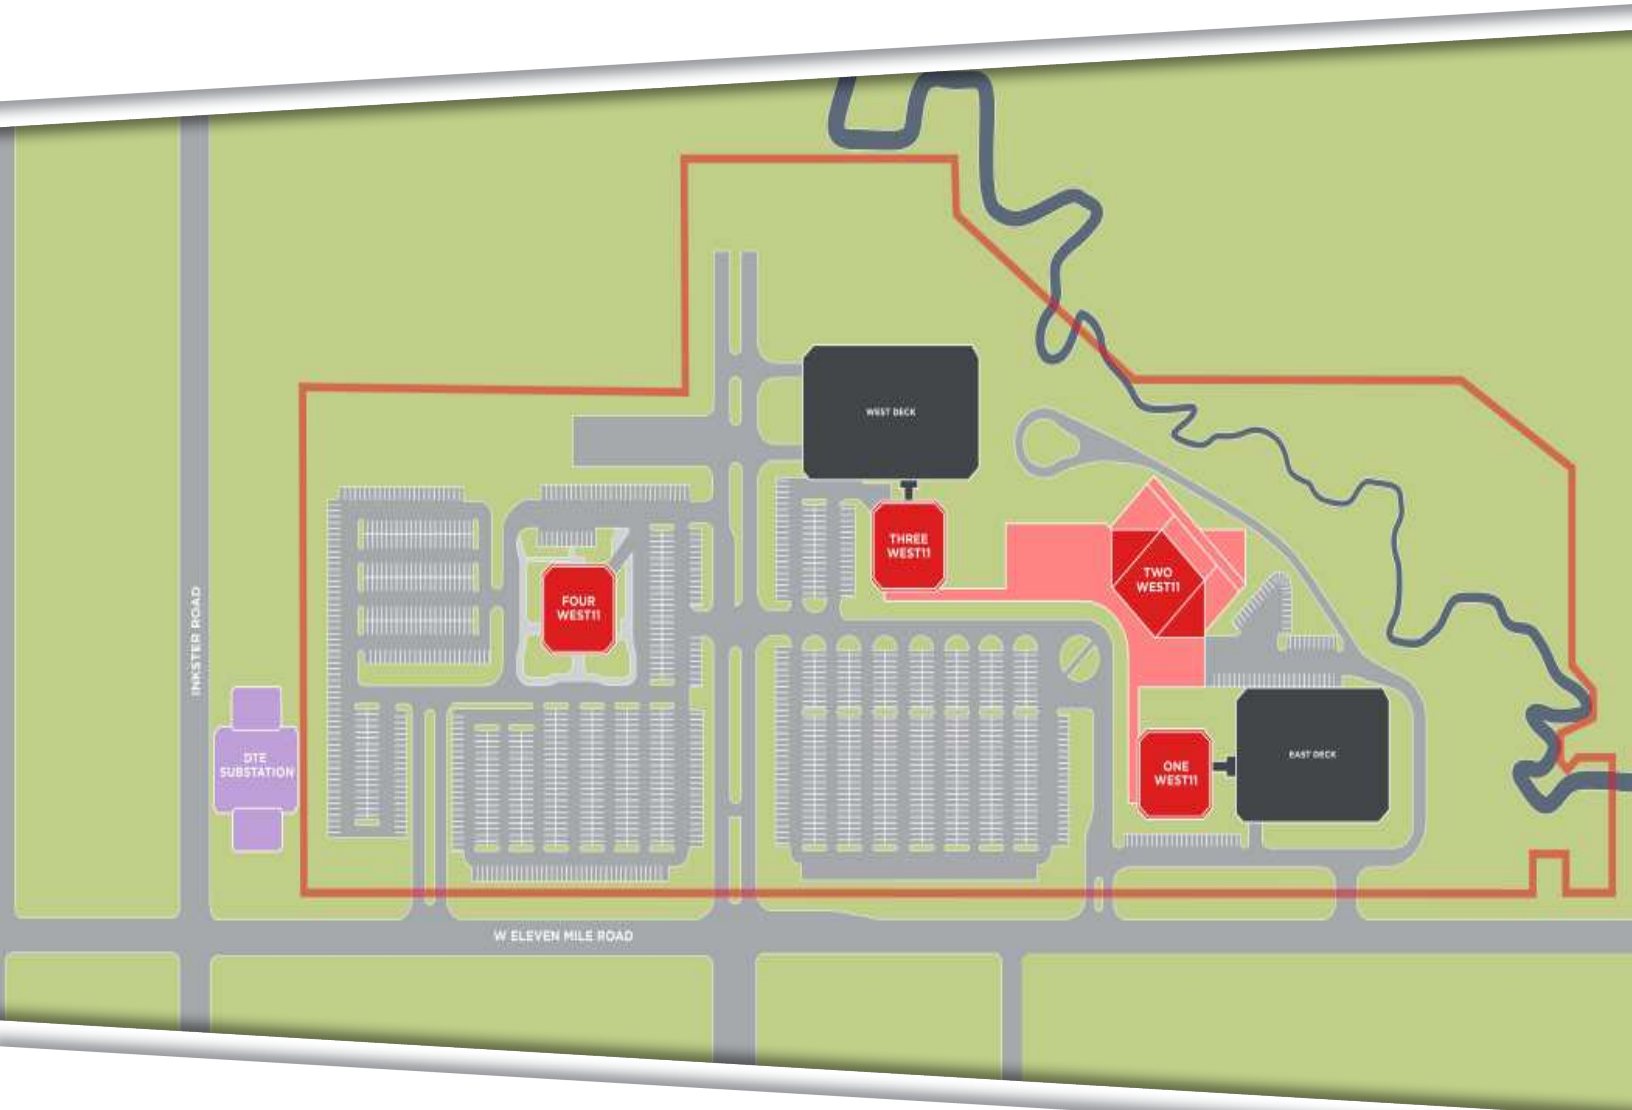 WEST DECK
THREE
WEST11
TWO
WEST11
FOUR
WEST11
INKSTER ROAD
DTE
SUBSTATION
ONE
WEST11
EAST DECK
W ELEVEN MILE ROAD